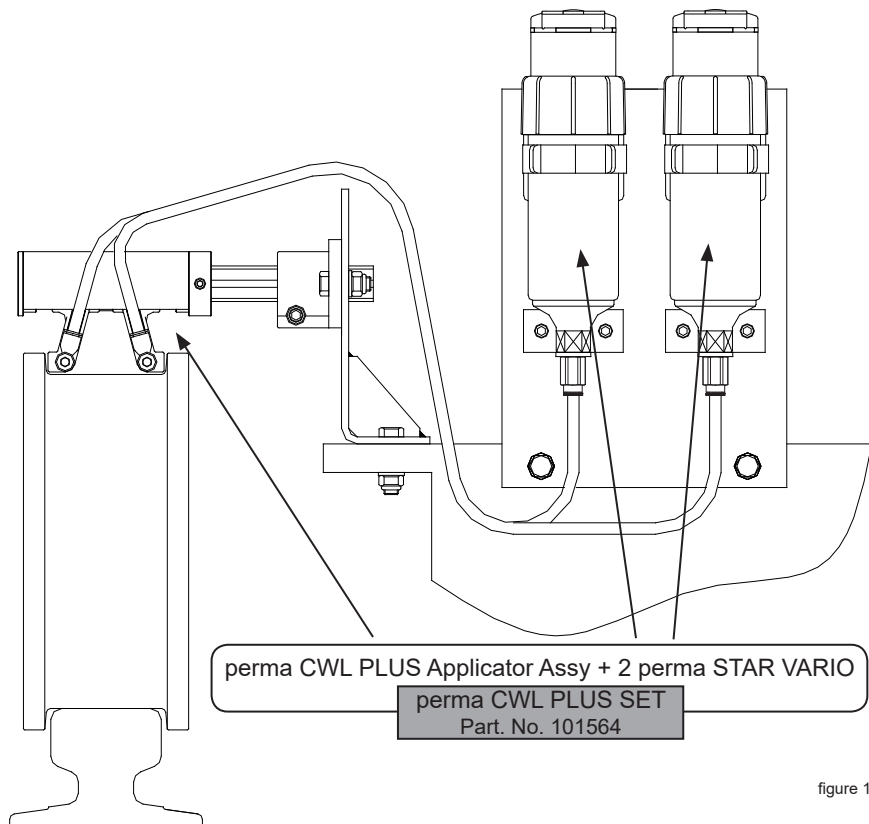 perma CWL PLUS Applicator Assy + 2 perma STAR VARIO
perma CWL PLUS SET
Part. No. 101564
figure 1